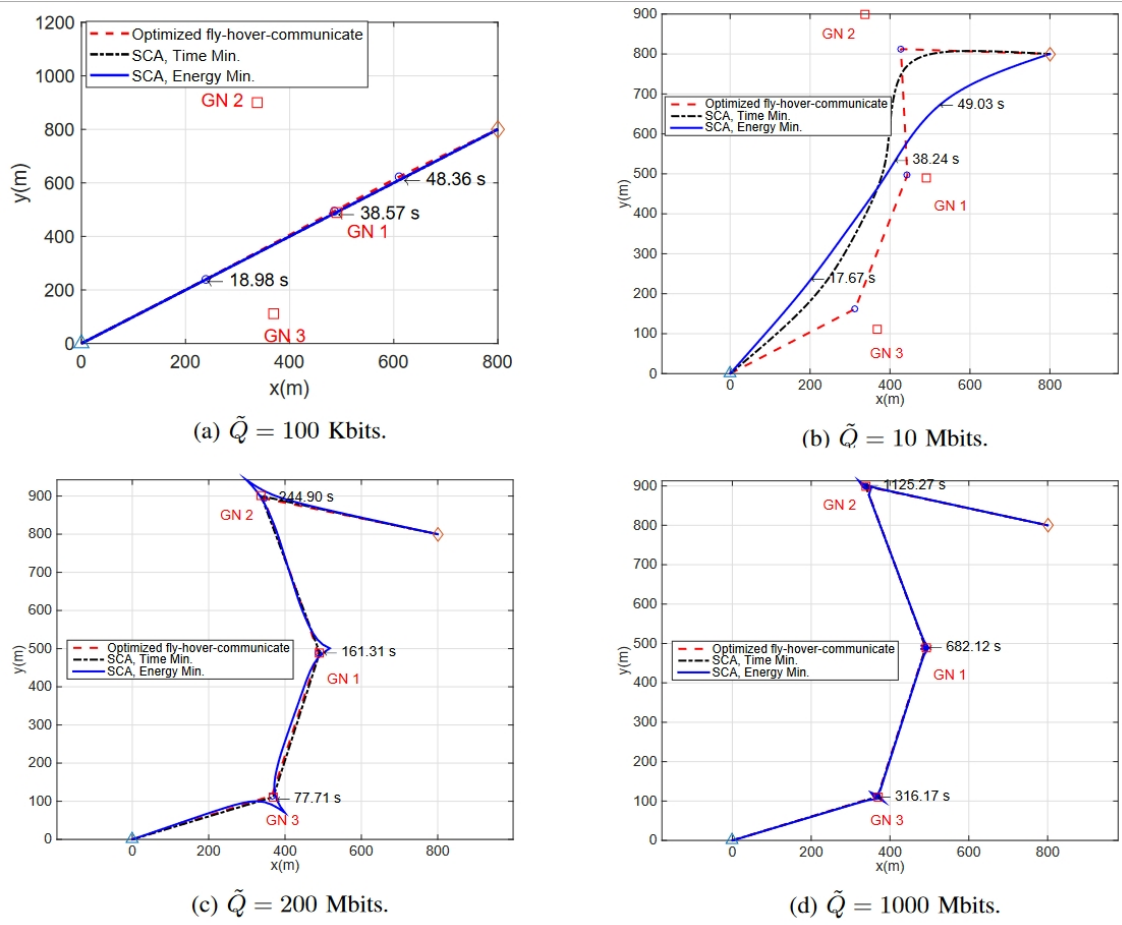 1200
1000
800
600
400
200
0
y(m)
Optimized fly-hover-communicate
SCA, Time Min.
SCA, Energy Min.
GN 2
48.36 s
38.57 s
GN 1
18.98 s
GN 3
0
200
400
600
800
x(m)
(a) Q̃ = 100 Kbits.
900
800
700
600
500
400
300
200
100
0
y(m)
GN 2
Optimized fly-hover-communicate
SCA, Time Min.
SCA, Energy Min.
49.03 s
38.24 s
GN 1
17.67 s
GN 3
0
200
400
600
800
x(m)
(b) Q̃ = 10 Mbits.
900
800
700
600
500
400
300
200
100
0
y(m)
244.90 s
GN 2
Optimized fly-hover-communicate
SCA, Time Min.
SCA, Energy Min.
161.31 s
GN 1
77.71 s
GN 3
0
200
400
600
800
x(m)
(c) Q̃ = 200 Mbits.
900
800
700
600
500
400
300
200
100
0
y(m)
1125.27 s
GN 2
Optimized fly-hover-communicate
SCA, Time Min.
SCA, Energy Min.
682.12 s
GN 1
316.17 s
GN 3
0
200
400
600
800
x(m)
(d) Q̃ = 1000 Mbits.